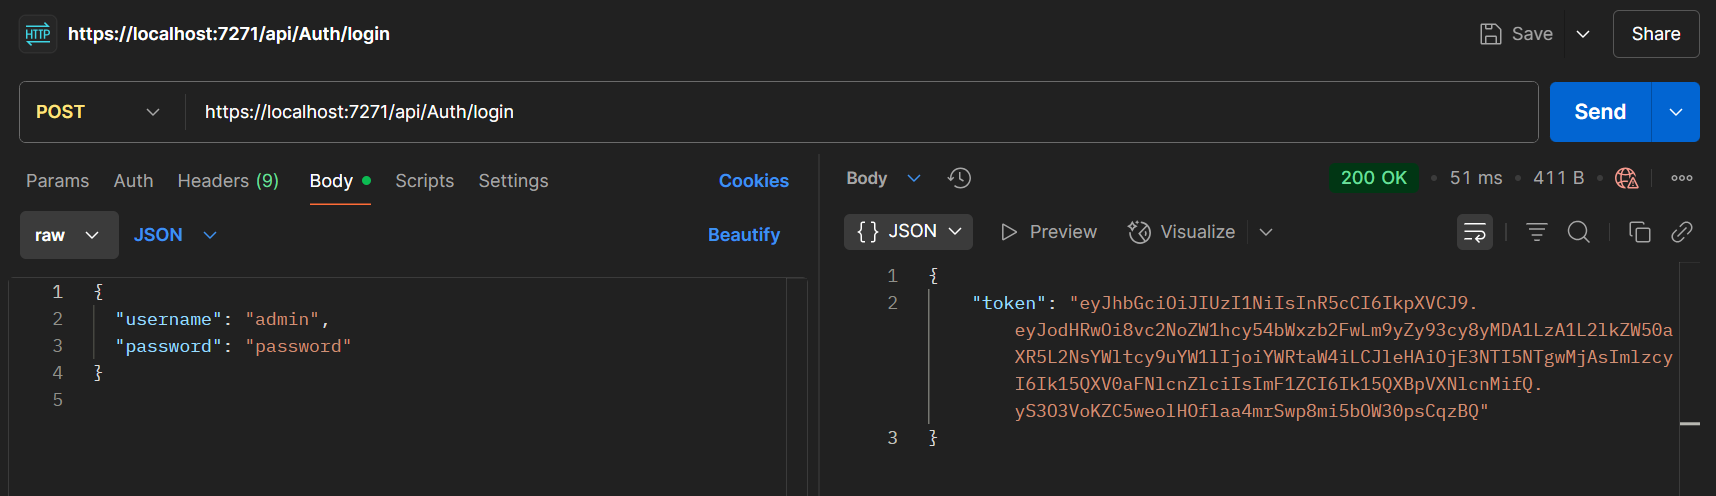 HTTP https://localhost:7271/api/Auth/login Save Share
POST https://localhost:7271/api/Auth/login Send
Params Auth Headers (9) Body Scripts Settings Cookies
raw JSON Beautify
1 {
2 "username": "admin",
3 "password": "password"
4 }
5
Body 200 OK • 51 ms • 411 B •
{} JSON Preview Visualize
1 {
2 "token": "eyJhbGciOiJIUzI1NiIsInR5cCI6IkpXVCJ9.
eyJodHRwOi8vc2NoZW1hcy54bWxzb2FwLm9yZy93cy8yMDA1LzA1L2lkZW50a
XR5L2NsYWltcy9uYW1lIjoiYWRtaW4iLCJleHAiOjE3NTI5NTgwMjAsImlzcy
I6Ik15QXV0aFNlcnZlciIsImF1ZCI6Ik15QXBpVXNlcnMifQ.
yS3O3VoKZC5weolHOflaa4mrSwp8mi5bOW30psCqzBQ"
3 }